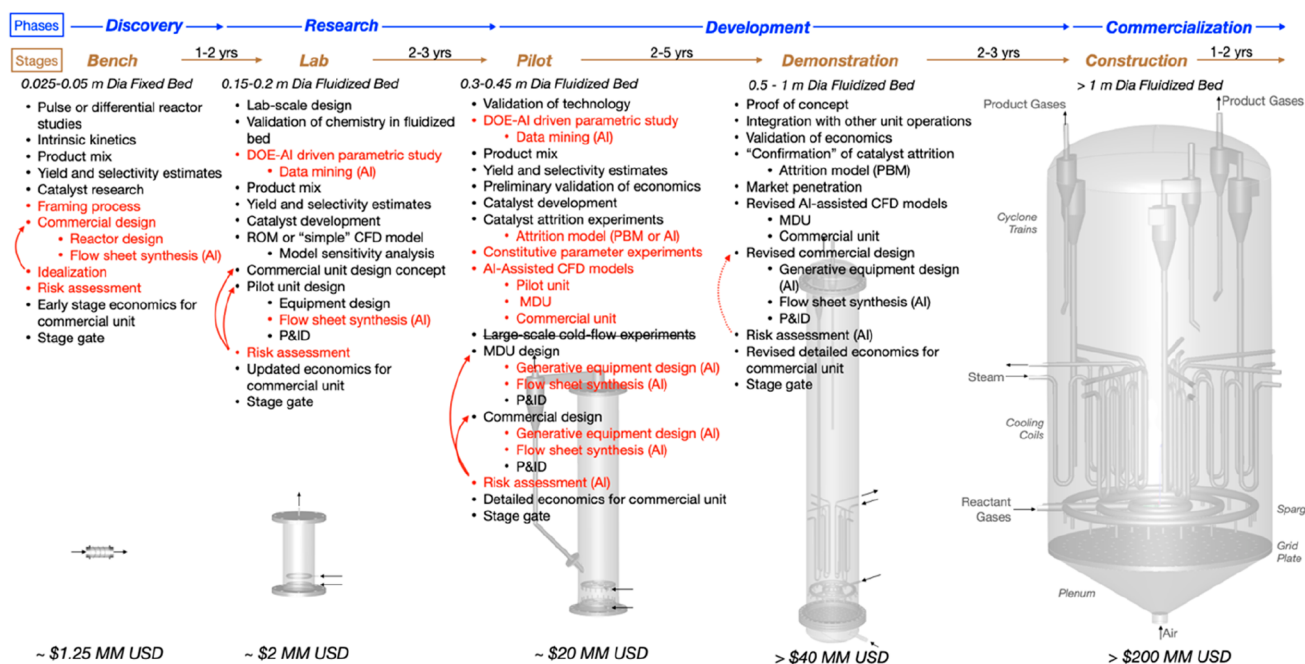 Phases Discovery Research Development Commercialization
Stages Bench 1-2 yrs Lab 2-3 yrs Pilot 2-5 yrs Demonstration 2-3 yrs Construction 1-2 yrs
0.025-0.05 m Dia Fixed Bed
• Pulse or differential reactor
studies
• Intrinsic kinetics
• Product mix
• Yield and selectivity estimates
• Catalyst research
• Framing process
• Commercial design
• Reactor design
• Flow sheet synthesis (AI)
• Idealization
• Risk assessment
• Early stage economics for
commercial unit
• Stage gate
~ $1.25 MM USD
0.15-0.2 m Dia Fluidized Bed
• Lab-scale design
• Validation of chemistry in fluidized
bed
• DOE-AI driven parametric study
• Data mining (AI)
• Product mix
• Yield and selectivity estimates
• Catalyst development
• ROM or “simple” CFD model
• Model sensitivity analysis
• Commercial unit design concept
• Pilot unit design
• Equipment design
• Flow sheet synthesis (AI)
• P&ID
• Risk assessment
• Updated economics for
commercial unit
• Stage gate
~ $2 MM USD
0.3-0.45 m Dia Fluidized Bed
• Validation of technology
• DOE-AI driven parametric study
• Data mining (AI)
• Product mix
• Yield and selectivity estimates
• Preliminary validation of economics
• Catalyst development
• Catalyst attrition experiments
• Attrition model (PBM or AI)
• Constitutive parameter experiments
• AI-Assisted CFD models
• Pilot unit
• MDU
• Commercial unit
• Large-scale cold-flow experiments
• MDU design
• Generative equipment design (AI)
• Flow sheet synthesis (AI)
• P&ID
• Commercial design
• Generative equipment design (AI)
• Flow sheet synthesis (AI)
• P&ID
• Risk assessment (AI)
• Detailed economics for commercial unit
• Stage gate
~ $20 MM USD
0.5 - 1 m Dia Fluidized Bed
• Proof of concept
• Integration with other unit operations
• Validation of economics
• “Confirmation” of catalyst attrition
• Attrition model (PBM)
• Market penetration
• Revised AI-assisted CFD models
• MDU
• Commercial unit
• Revised commercial design
• Generative equipment design
(AI)
• Flow sheet synthesis (AI)
• P&ID
• Risk assessment (AI)
• Revised detailed economics for
commercial unit
• Stage gate
> $40 MM USD
> 1 m Dia Fluidized Bed
Product Gases
Product Gases
Cyclone
Trains
Steam
Cooling
Coils
Reactant
Gases
Sparg
Grid
Plate
Plenum
Air
> $200 MM USD